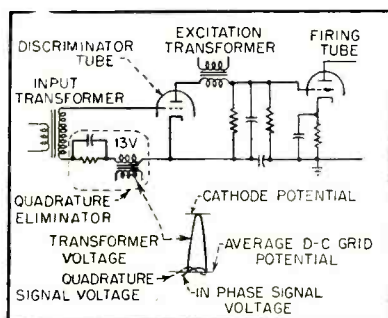 EXCITATION
TRANSFORMER
FIRING
TUBE
DISCRIMINATOR
TUBE
INPUT
TRANSFORMER
13V
QUADRATURE
ELIMINATOR
CATHODE POTENTIAL
TRANSFORMER
VOLTAGE
AVERAGE D-C GRID
POTENTIAL
QUADRATURE
SIGNAL VOLTAGE
IN PHASE SIGNAL
VOLTAGE